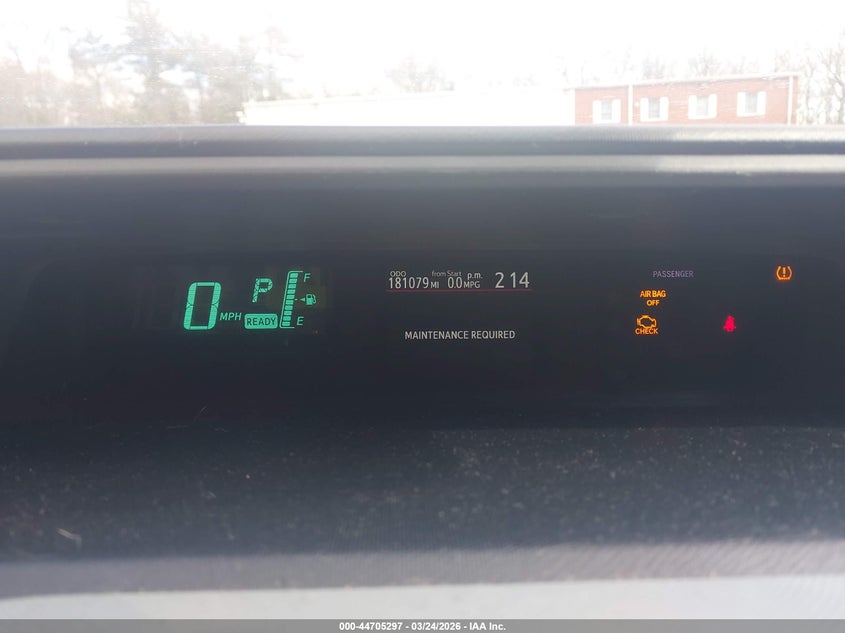 0 MPH
P
READY
F
E
ODO
181079 MI
from Start
0.0 MPG
p.m.
2 14
MAINTENANCE REQUIRED
PASSENGER
AIR BAG
OFF
CHECK
000-44705297 - 03/24/2026 - IAA Inc.